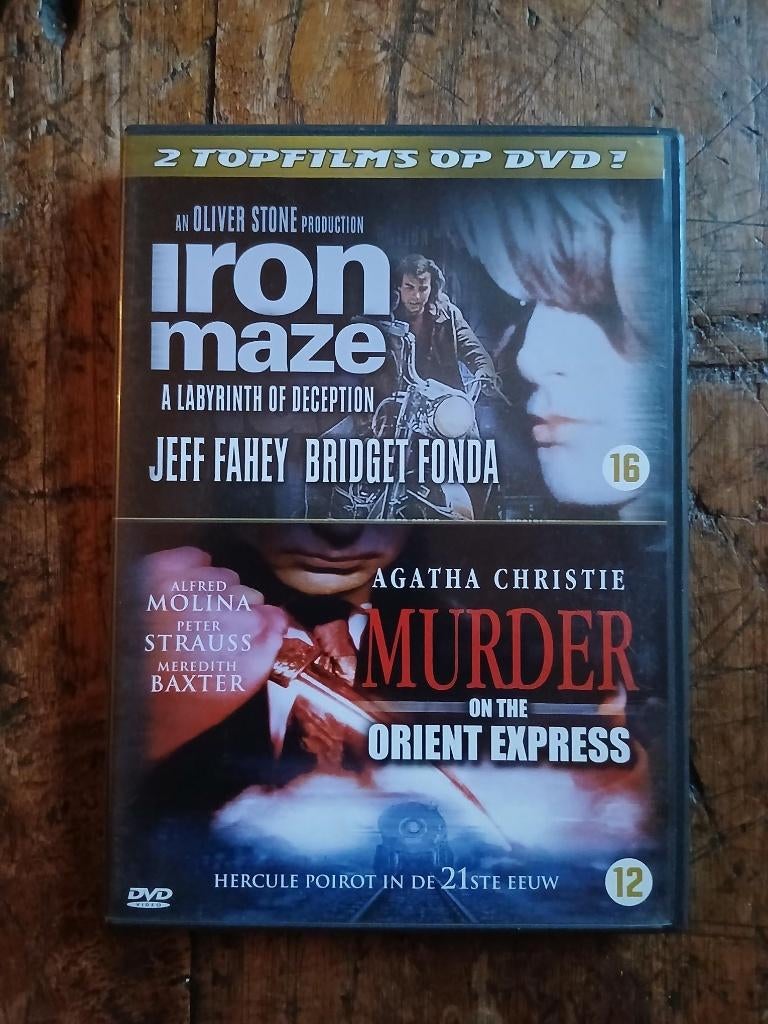 2 TOPFILMS OP DVD!
AN OLIVER STONE PRODUCTION
iron
maze
A LABYRINTH OF DECEPTION
JEFF FAHEY BRIDGET FONDA
16
AGATHA CHRISTIE
ALFRED
MOLINA
PETER
STRAUSS
MEREDITH
BAXTER
MURDER
ON THE
ORIENT EXPRESS
HERCULE POIROT IN DE 21STE EEUW
12
DVD
VIDEO